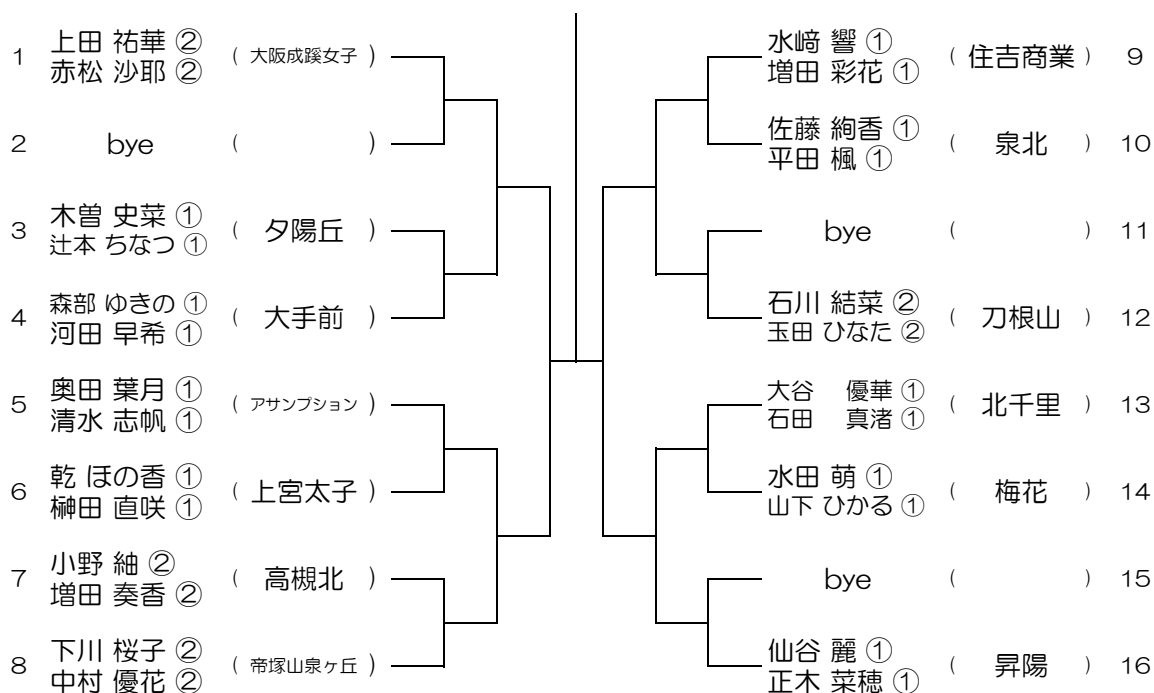 上田 祐華 ②
1 ( 大阪成蹊女子 )
赤松 沙耶 ②
2 bye ( )
木曽 史菜 ①
3 ( 夕陽丘 )
辻本 ちなつ ①
森部 ゆきの ①
4 ( 大手前 )
河田 早希 ①
奥田 葉月 ①
5 ( アサンプション )
清水 志帆 ①
乾 ほの香 ①
6 ( 上宮太子 )
榊田 直咲 ①
小野 紬 ②
7 ( 高槻北 )
増田 奏香 ②
下川 桜子 ②
8 ( 帝塚山泉ヶ丘 )
中村 優花 ②
水﨑 響 ①
( 住吉商業 ) 9
増田 彩花 ①
佐藤 絢香 ①
( 泉北 ) 10
平田 楓 ①
bye ( ) 11
石川 結菜 ②
( 刀根山 ) 12
玉田 ひなた ②
大谷 優華 ①
( 北千里 ) 13
石田 真渚 ①
水田 萌 ①
( 梅花 ) 14
山下 ひかる ①
bye ( ) 15
仙谷 麗 ①
( 昇陽 ) 16
正木 菜穂 ①